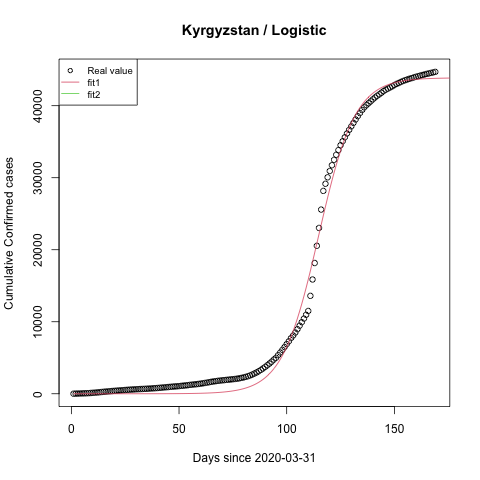 Kyrgyzstan / Logistic
Real value
fit1
fit2
Cumulative Confirmed cases
40000
30000
20000
10000
0
0 50 100 150
Days since 2020-03-31